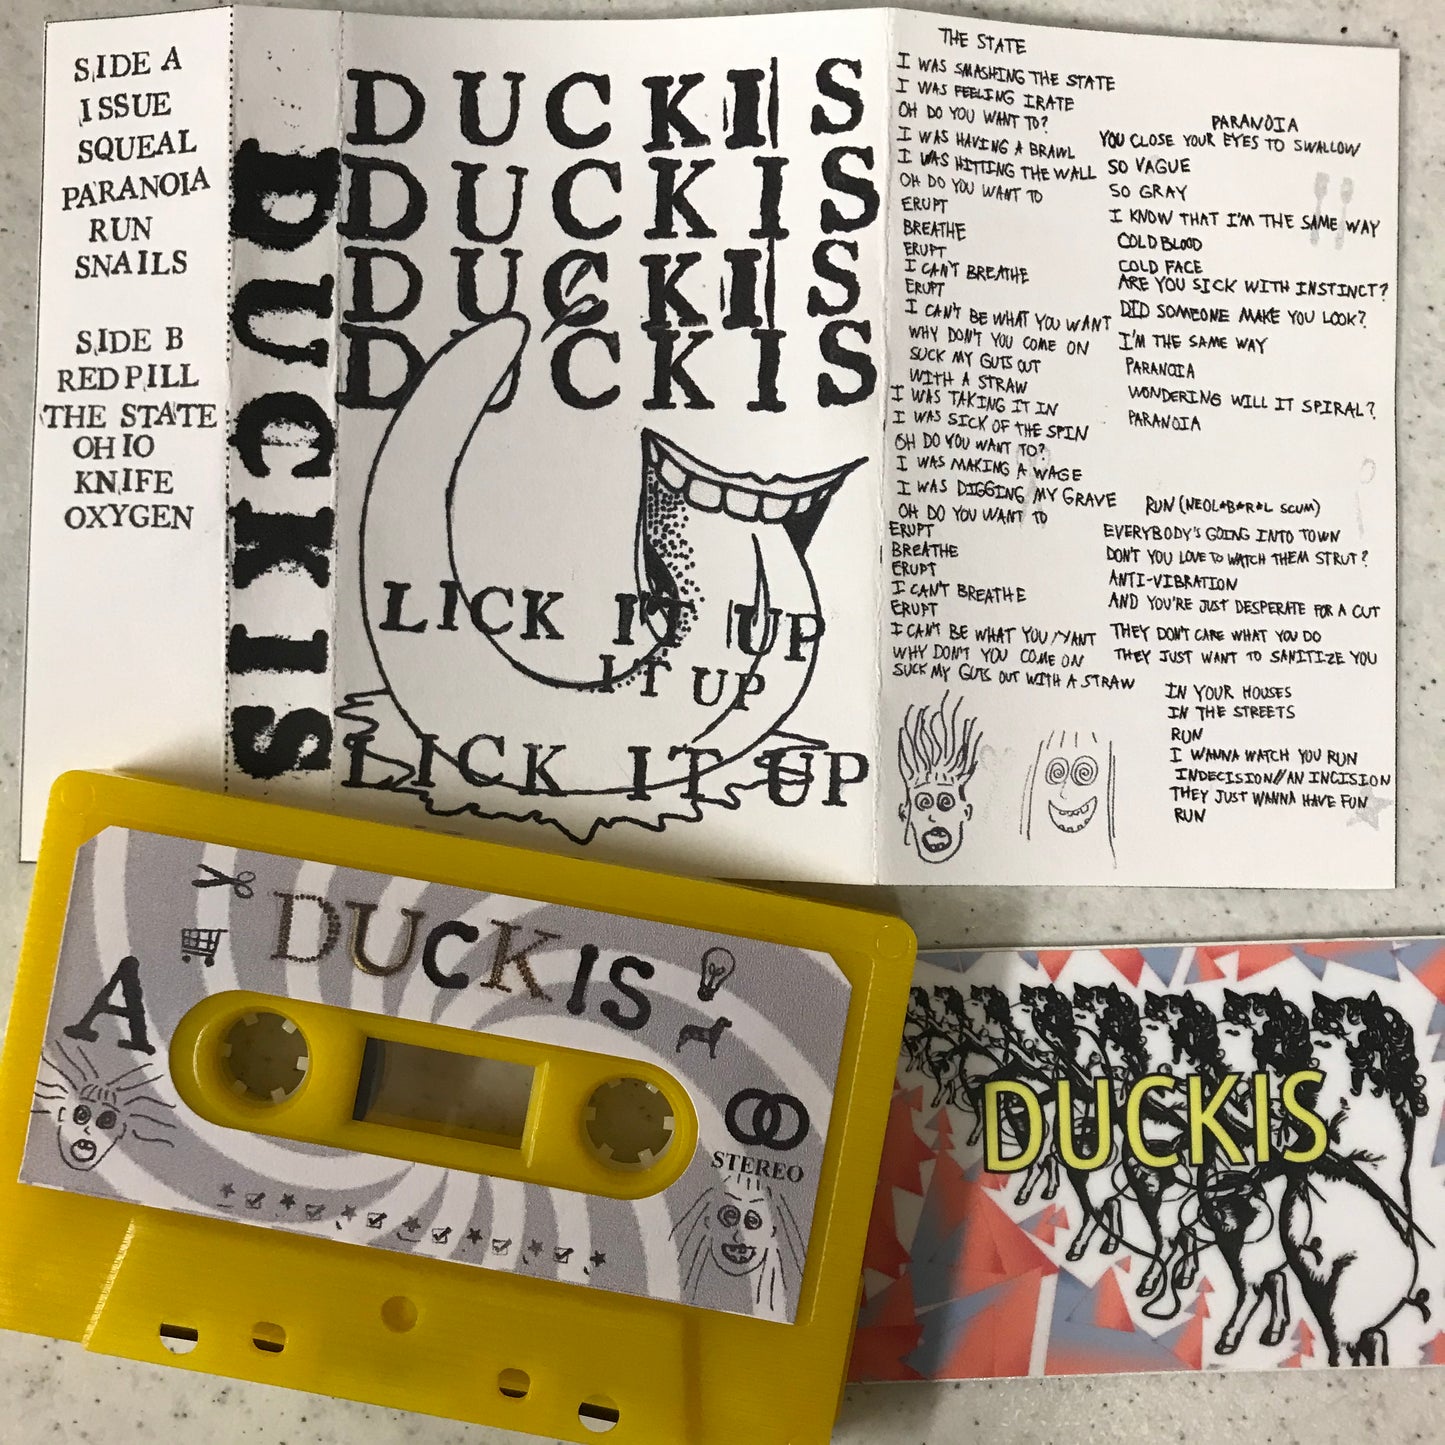 SIDE A
ISSUE
SQUEAL
PARANOIA
RUN
SNAILS
SIDE B
RED PILL
THE STATE
OHIO
KNIFE
OXYGEN
DUCKIS
DUCKIS
DUCKIS
DUCKIS
DUCKIS
LICK IT UP
IT UP
LICK IT UP
THE STATE
I WAS SMASHING THE STATE
I WAS FEELING IRATE
OH DO YOU WANT TO?
I WAS HAVING A BRAWL
I WAS HITTING THE WALL
OH DO YOU WANT TO
ERUPT
BREATHE
ERUPT
I CAN'T BREATHE
ERUPT
I CAN'T BE WHAT YOU WANT
WHY DON'T YOU COME ON
SUCK MY GUTS OUT
WITH A STRAW
I WAS TAKING IT IN
I WAS SICK OF THE SPIN
OH DO YOU WANT TO?
I WAS MAKING A WAGE
I WAS DIGGING MY GRAVE
OH DO YOU WANT TO
ERUPT
BREATHE
ERUPT
I CAN'T BREATHE
ERUPT
I CAN'T BE WHAT YOU WANT
WHY DON'T YOU COME ON
SUCK MY GUTS OUT WITH A STRAW
PARANOIA
YOU CLOSE YOUR EYES TO SWALLOW
SO VAGUE
SO GRAY
I KNOW THAT I'M THE SAME WAY
COLD BLOOD
COLD FACE
ARE YOU SICK WITH INSTINCT?
DID SOMEONE MAKE YOU LOOK?
I'M THE SAME WAY
PARANOIA
WONDERING WILL IT SPIRAL?
PARANOIA
RUN (NEOL*B*R*L SCUM)
EVERYBODY'S GOING INTO TOWN
DON'T YOU LOVE TO WATCH THEM STRUT?
ANTI-VIBRATION
AND YOU'RE JUST DESPERATE FOR A CUT
THEY DON'T CARE WHAT YOU DO
THEY JUST WANT TO SANITIZE YOU
IN YOUR HOUSES
IN THE STREETS
RUN
I WANNA WATCH YOU RUN
INDECISION//AN INCISION
THEY JUST WANNA HAVE FUN
RUN
DUCKIS
A
STEREO
DUCKIS